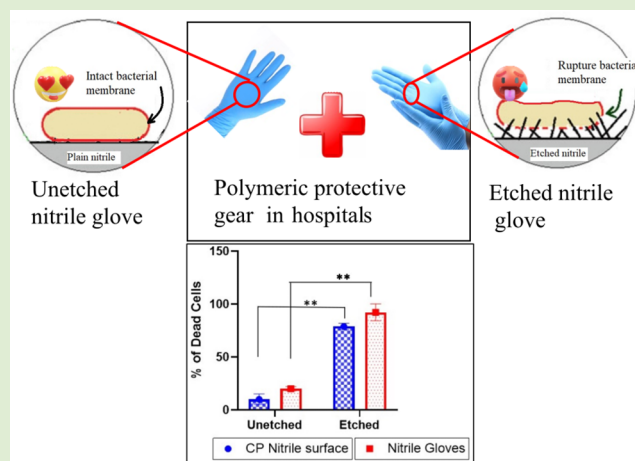 Intact bacterial
membrane
Plain nitrile
Unetched
nitrile glove
Polymeric protective
gear in hospitals
Rupture bacterial
membrane
Etched nitrile
Etched nitrile
glove
% of Dead Cells
150
100
50
0
**
**
Unetched
Etched
CP Nitrile surface
Nitrile Gloves